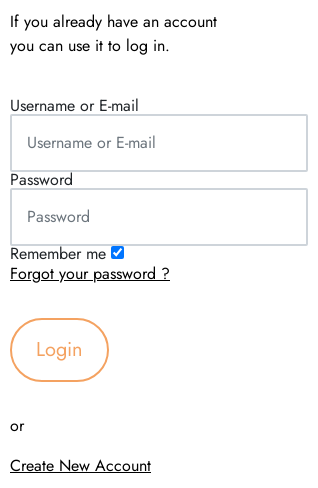 If you already have an account
you can use it to log in.
Username or E-mail
Username or E-mail
Password
Password
Remember me
Forgot your password ?
Login
or
Create New Account